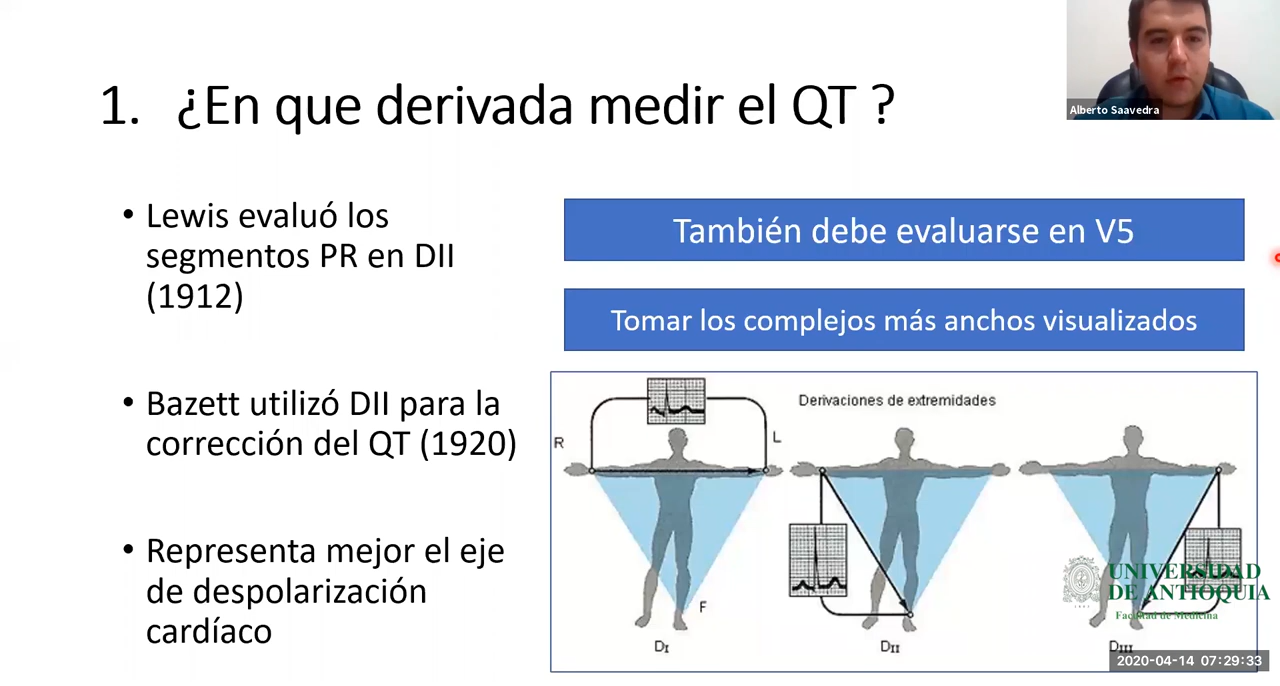 1. ¿En que derivada medir el QT ?
Alberto Saavedra
• Lewis evaluó los
segmentos PR en DII
(1912)
• Bazett utilizó DII para la
corrección del QT (1920)
• Representa mejor el eje
de despolarización
cardíaco
También debe evaluarse en V5
Tomar los complejos más anchos visualizados
Derivaciones de extremidades
R
L
F
DI
DII
DIII
UNIVERSIDAD
DE ANTIOQUIA
Facultad de Medicina
2020-04-14 07:29:33